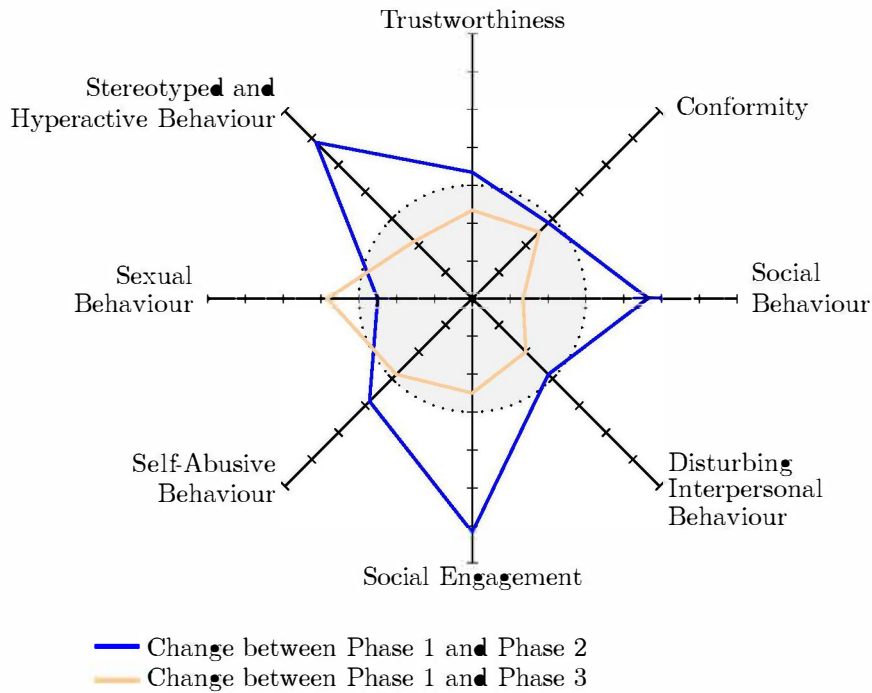 Trustworthiness
Stereotyped and
Hyperactive Behaviour
Conformity
Sexual
Behaviour
Social
Behaviour
Self-Abusive
Behaviour
Disturbing
Interpersonal
Behaviour
Social Engagement
Change between Phase 1 and Phase 2
Change between Phase 1 and Phase 3